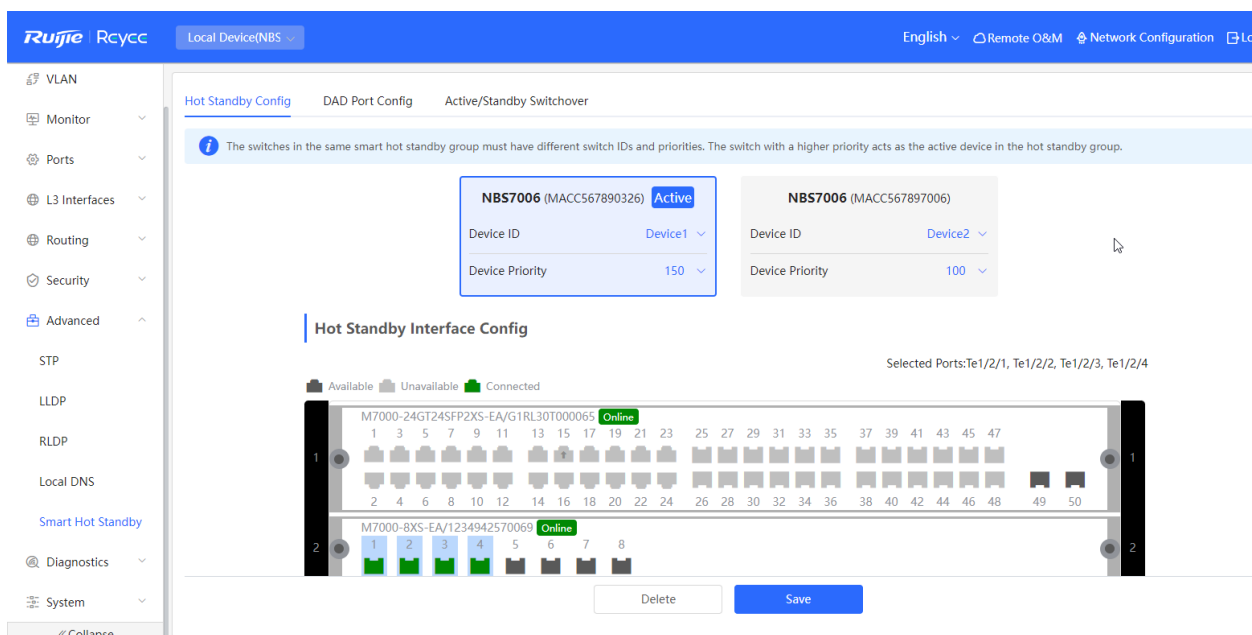 Ruijie | Rcycc Local Device(NBS English Remote O&M Network Configuration Lo
VLAN
Monitor
Ports
L3 Interfaces
Routing
Security
Advanced
STP
LLDP
RLDP
Local DNS
Smart Hot Standby
Diagnostics
System
Collapse
Hot Standby Config DAD Port Config Active/Standby Switchover
i The switches in the same smart hot standby group must have different switch IDs and priorities. The switch with a higher priority acts as the active device in the hot standby group.
NBS7006 (MACC567890326) Active
Device ID Device1
Device Priority 150
NBS7006 (MACC567897006)
Device ID Device2
Device Priority 100
Hot Standby Interface Config
Selected Ports:Te1/2/1, Te1/2/2, Te1/2/3, Te1/2/4
Available Unavailable Connected
M7000-24GT24SFP2XS-EA/G1RL30T000065 Online
1 3 5 7 9 11 13 15 17 19 21 23 25 27 29 31 33 35 37 39 41 43 45 47
1 1
2 4 6 8 10 12 14 16 18 20 22 24 26 28 30 32 34 36 38 40 42 44 46 48 49 50
M7000-8XS-EA/1234942570069 Online
1 2 3 4 5 6 7 8
2 2
Delete Save